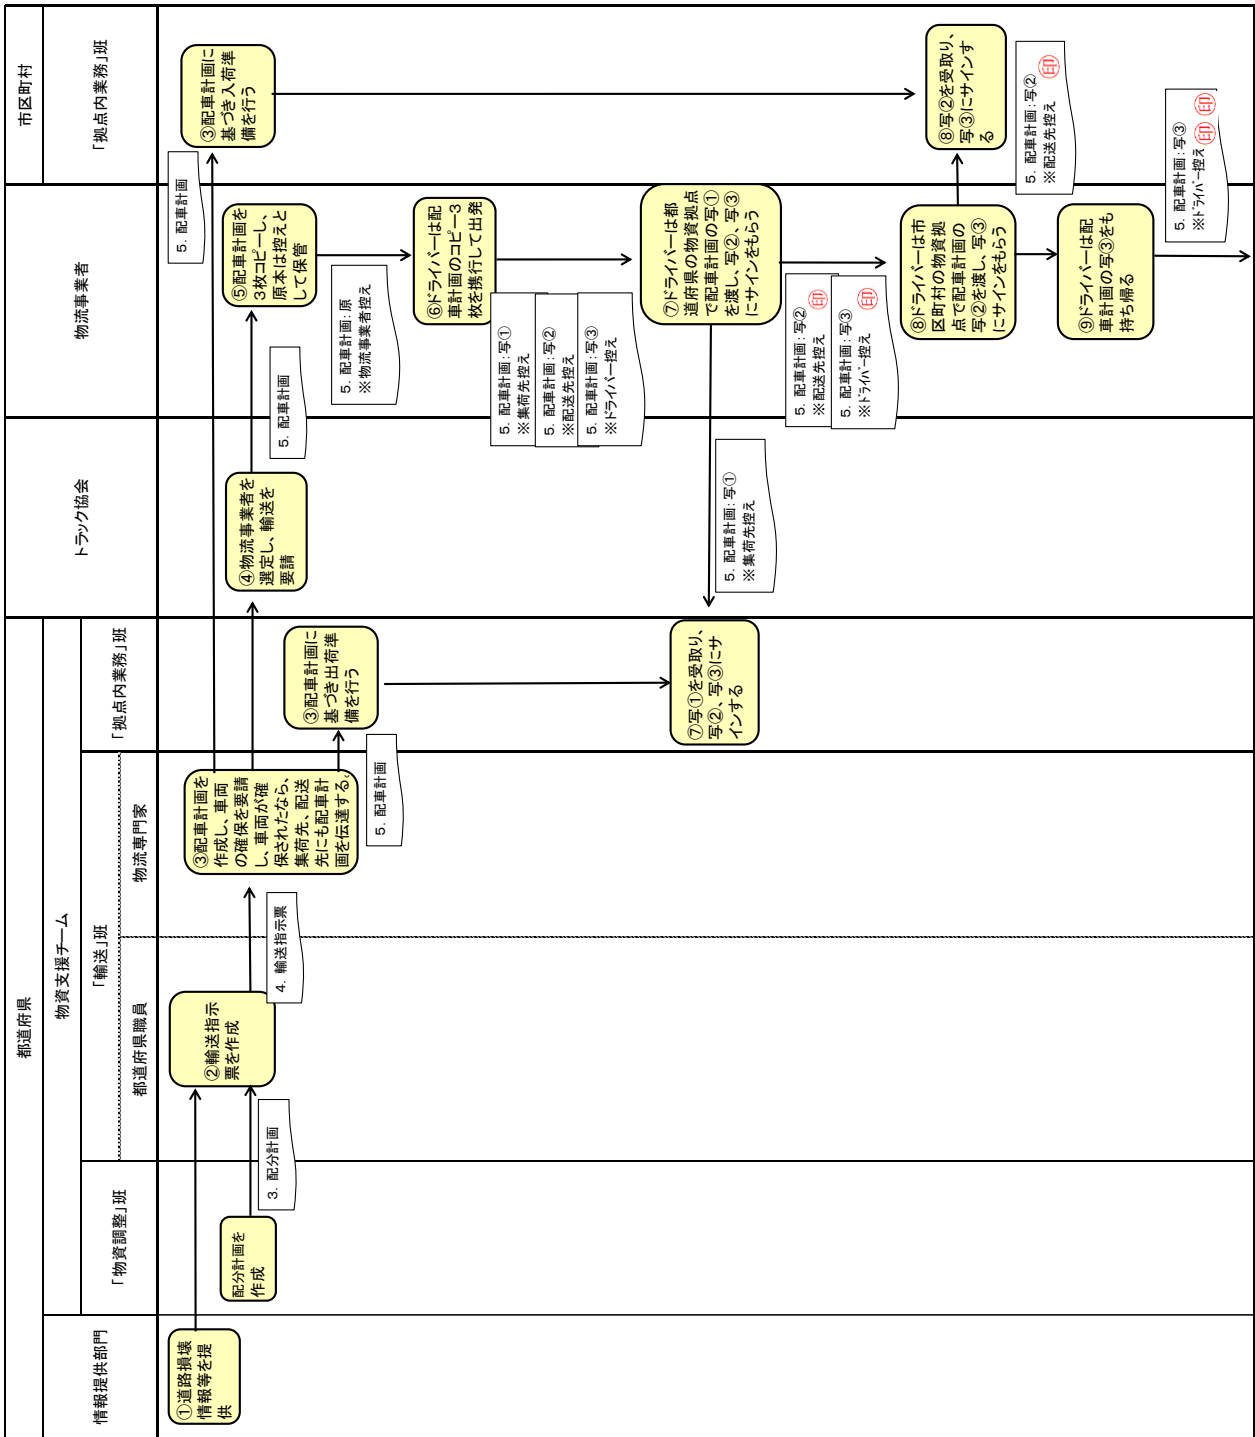 都道府県
市区町村
物資支援チーム
「輸送」班
情報提供部門
「物資調整」班
都道府県職員
物流専門家
「拠点内業務」班
トラック協会
物流事業者
「拠点内業務」班
①道路損壊
情報等を提
供
配分計画を
作成
3. 配分計画
②輸送指示
票を作成
4. 輸送指示票
③配車計画を
作成し、車両
の確保を要請
し、車両が確
保されたなら、
集荷先、配送
先にも配車計
画を伝達する。
5. 配車計画
③配車計画に
基づき出荷準
備を行う
④物流事業者を
選定し、輸送を
要請
5. 配車計画
5. 配車計画
③配車計画に
基づき入荷準
備を行う
⑤配車計画を
3枚コピーし、
原本は控えと
して保管
5. 配車計画：原
※物流事業者控え
⑥ドライバーは配
車計画のコピー3
枚を携行して出発
5. 配車計画：写①
※集荷先控え
5. 配車計画：写②
※配送先控え
5. 配車計画：写③
※ドライバー控え
⑦ドライバーは都
道府県の物資拠点
で配車計画の写①
を渡し、写②、写③
にサインをもらう
5. 配車計画：写①
※集荷先控え
⑦写①を受取り、
写②、写③にサ
インする
5. 配車計画：写②
※配送先控え 印
5. 配車計画：写③
※ドライバー控え 印
⑧ドライバーは市
区町村の物資拠
点で配車計画の
写②を渡し、写③
にサインをもらう
⑧写②を受取り、
写③にサインす
る
5. 配車計画：写②
※配送先控え 印
⑨ドライバーは配
車計画の写③をも
ち帰る
5. 配車計画：写③
※ドライバー控え 印 印